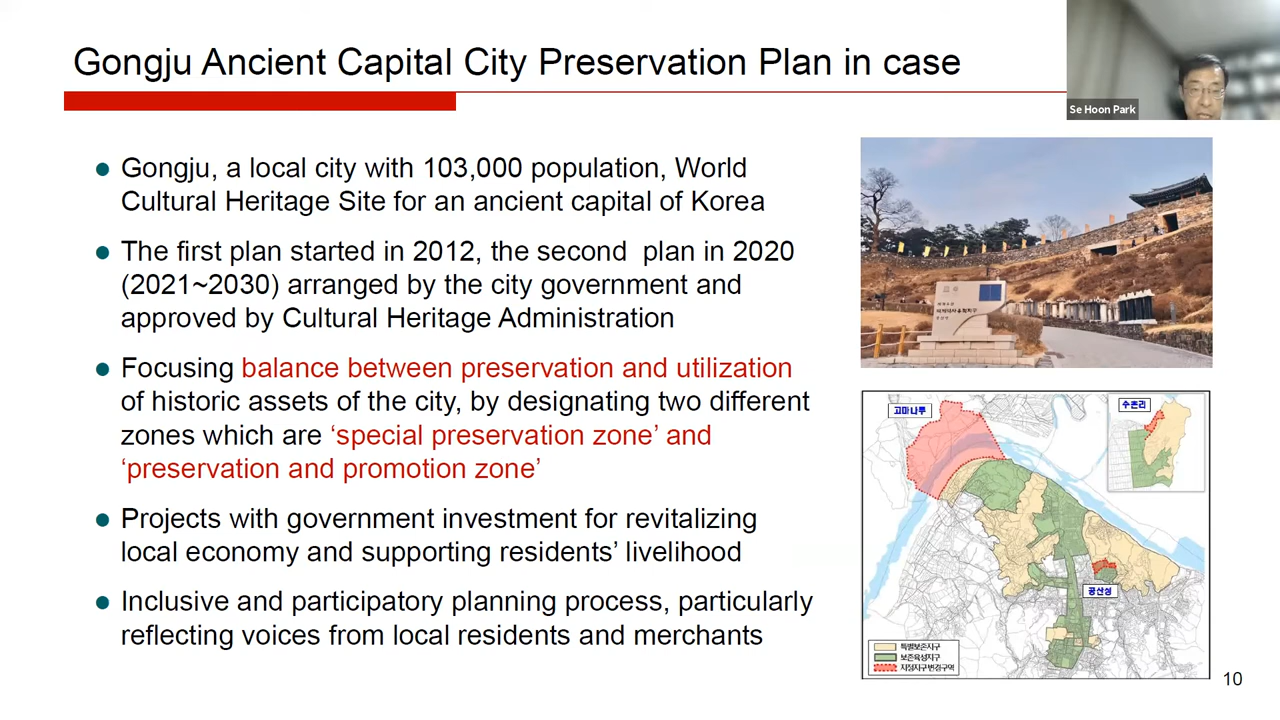 Gongju Ancient Capital City Preservation Plan in case
Se Hoon Park
Gongju, a local city with 103,000 population, World
Cultural Heritage Site for an ancient capital of Korea
The first plan started in 2012, the second plan in 2020
(2021~2030) arranged by the city government and
approved by Cultural Heritage Administration
Focusing balance between preservation and utilization
of historic assets of the city, by designating two different
zones which are ‘special preservation zone’ and
‘preservation and promotion zone’
Projects with government investment for revitalizing
local economy and supporting residents’ livelihood
Inclusive and participatory planning process, particularly
reflecting voices from local residents and merchants
고마나루
수촌리
공산성
특별보존지구
보존육성지구
지정지구 변경구역
10